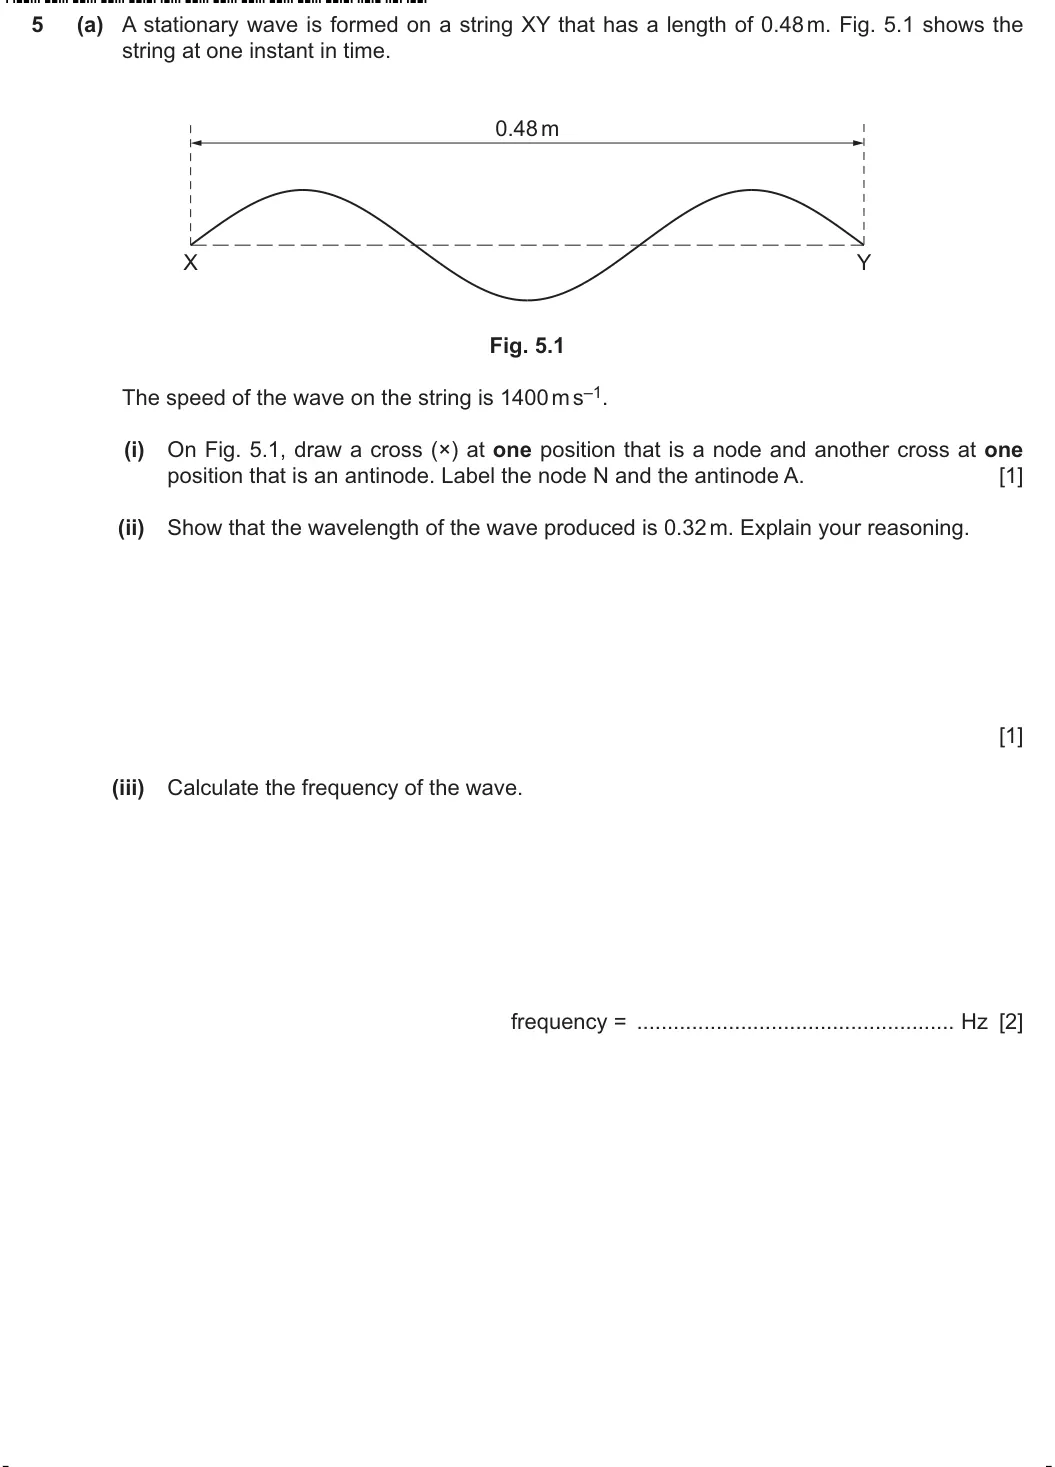 5 (a) A stationary wave is formed on a string XY that has a length of 0.48 m. Fig. 5.1 shows the
string at one instant in time.
0.48 m
X
Y
Fig. 5.1
The speed of the wave on the string is 1400 m s⁻¹.
(i) On Fig. 5.1, draw a cross (×) at one position that is a node and another cross at one
position that is an antinode. Label the node N and the antinode A. [1]
(ii) Show that the wavelength of the wave produced is 0.32 m. Explain your reasoning.
[1]
(iii) Calculate the frequency of the wave.
frequency = ..................................................... Hz [2]